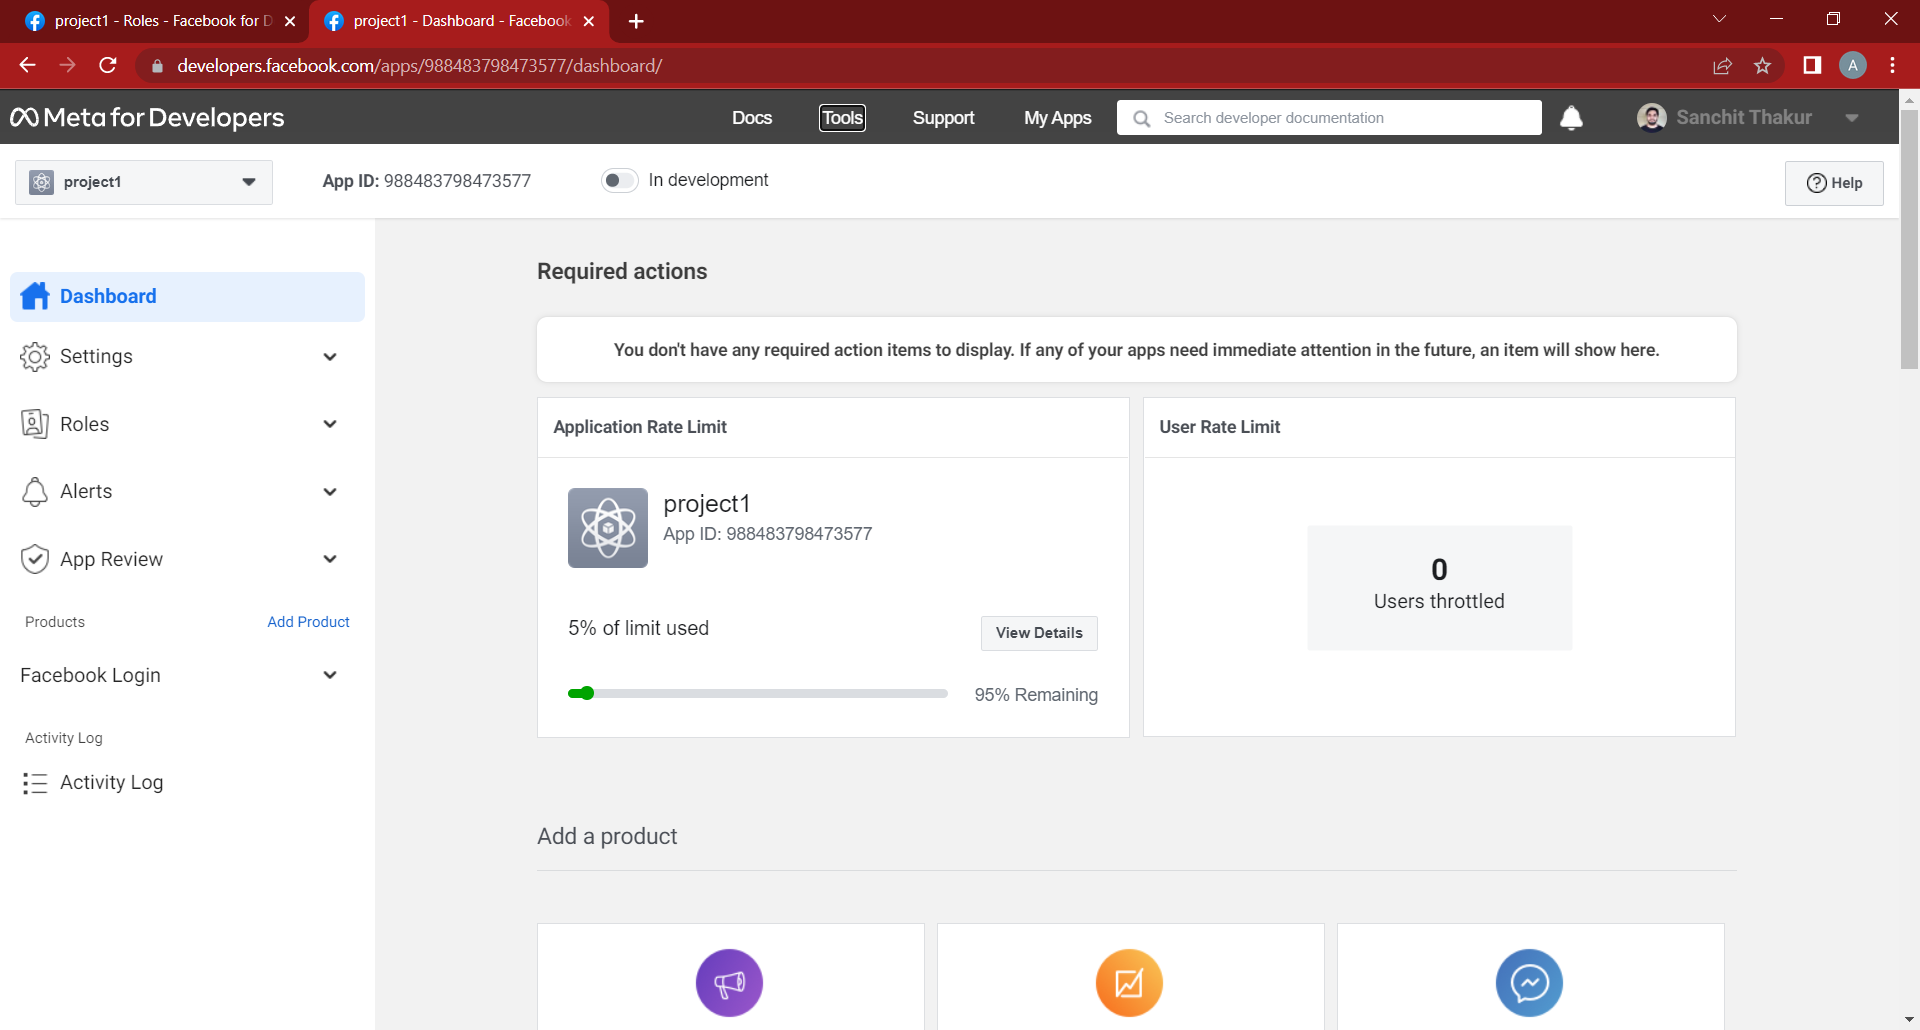 project1 - Roles - Facebook for D
project1 - Dashboard - Facebook
developers.facebook.com/apps/988483798473577/dashboard/
A
Meta for Developers
Docs
Tools
Support
My Apps
Search developer documentation
Sanchit Thakur
project1
App ID: 988483798473577
In development
Help
Dashboard
Settings
Roles
Alerts
App Review
Products
Add Product
Facebook Login
Activity Log
Activity Log
Required actions
You don't have any required action items to display. If any of your apps need immediate attention in the future, an item will show here.
Application Rate Limit
project1
App ID: 988483798473577
5% of limit used
View Details
95% Remaining
User Rate Limit
0
Users throttled
Add a product